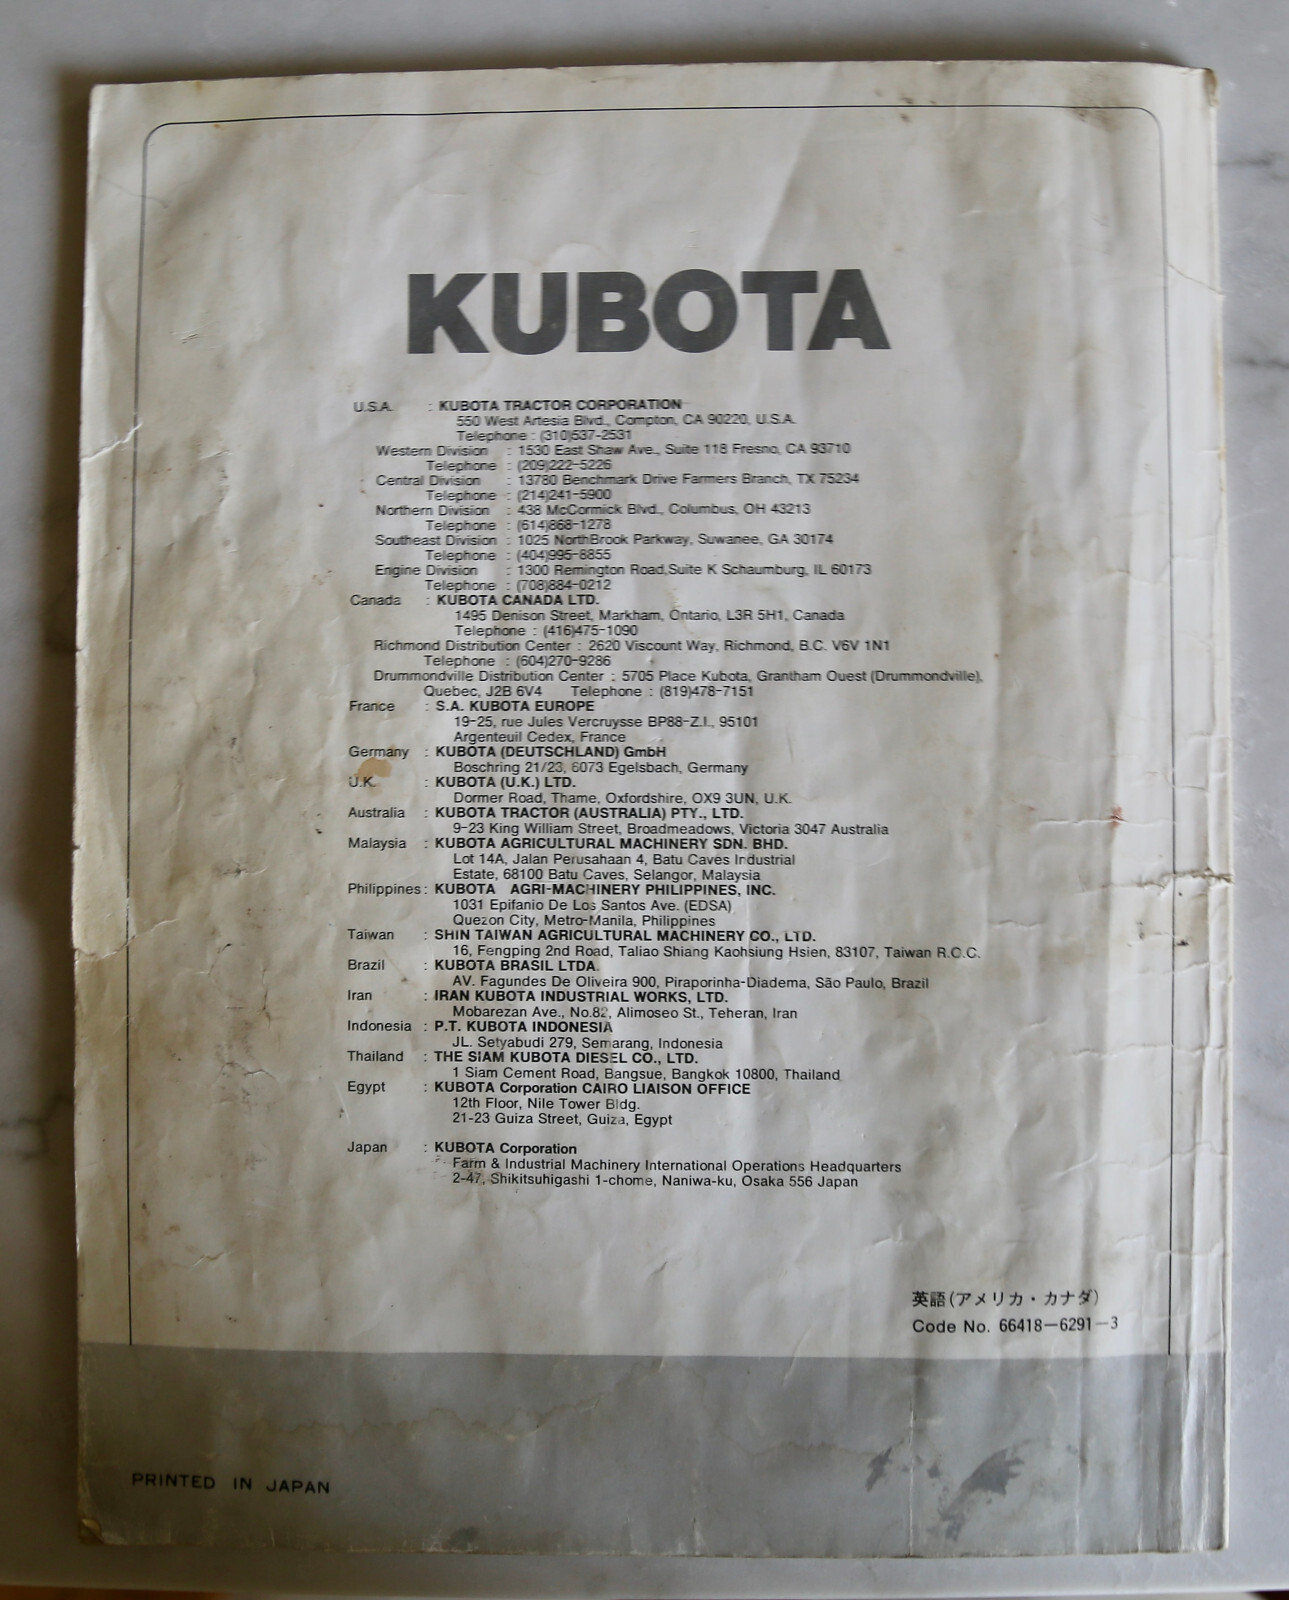 KUBOTA
U.S.A. : KUBOTA TRACTOR CORPORATION
550 West Artesia Blvd., Compton, CA 90220, U.S.A.
Telephone : (310)537-2531
Western Division : 1530 East Shaw Ave., Suite 118 Fresno, CA 93710
Telephone : (209)222-5226
Central Division : 13780 Benchmark Drive Farmers Branch, TX 75234
Telephone : (214)241-5900
Northern Division : 438 McCormick Blvd., Columbus, OH 43213
Telephone : (614)868-1278
Southeast Division : 1025 NorthBrook Parkway, Suwanee, GA 30174
Telephone : (404)995-8855
Engine Division : 1300 Remington Road,Suite K Schaumburg, IL 60173
Telephone : (708)884-0212
Canada : KUBOTA CANADA LTD.
1495 Denison Street, Markham, Ontario, L3R 5H1, Canada
Telephone : (416)475-1090
Richmond Distribution Center : 2620 Viscount Way, Richmond, B.C. V6V 1N1
Telephone : (604)270-9286
Drummondville Distribution Center : 5705 Place Kubota, Grantham Ouest (Drummondville),
Quebec, J2B 6V4 Telephone : (819)478-7151
France : S.A. KUBOTA EUROPE
19-25, rue Jules Vercruysse BP88-Z.I., 95101
Argenteuil Cedex, France
Germany : KUBOTA (DEUTSCHLAND) GmbH
Boschring 21/23, 6073 Egelsbach, Germany
U.K. : KUBOTA (U.K.) LTD.
Dormer Road, Thame, Oxfordshire, OX9 3UN, U.K.
Australia : KUBOTA TRACTOR (AUSTRALIA) PTY., LTD.
9-23 King William Street, Broadmeadows, Victoria 3047 Australia
Malaysia : KUBOTA AGRICULTURAL MACHINERY SDN. BHD.
Lot 14A, Jalan Perusahaan 4, Batu Caves Industrial
Estate, 68100 Batu Caves, Selangor, Malaysia
Philippines : KUBOTA AGRI-MACHINERY PHILIPPINES, INC.
1031 Epifanio De Los Santos Ave. (EDSA)
Quezon City, Metro-Manila, Philippines
Taiwan : SHIN TAIWAN AGRICULTURAL MACHINERY CO., LTD.
16, Fengping 2nd Road, Taliao Shiang Kaohsiung Hsien, 83107, Taiwan R.O.C.
Brazil : KUBOTA BRASIL LTDA.
AV. Fagundes De Oliveira 900, Piraporinha-Diadema, São Paulo, Brazil
Iran : IRAN KUBOTA INDUSTRIAL WORKS, LTD.
Mobarezan Ave., No.82, Alimoseo St., Teheran, Iran
Indonesia : P.T. KUBOTA INDONESIA
JL. Setyabudi 279, Semarang, Indonesia
Thailand : THE SIAM KUBOTA DIESEL CO., LTD.
1 Siam Cement Road, Bangsue, Bangkok 10800, Thailand
Egypt : KUBOTA Corporation CAIRO LIAISON OFFICE
12th Floor, Nile Tower Bldg.
21-23 Guiza Street, Guiza, Egypt
Japan : KUBOTA Corporation
Farm & Industrial Machinery International Operations Headquarters
2-47, Shikitsuhigashi 1-chome, Naniwa-ku, Osaka 556 Japan
英語(アメリカ・カナダ)
Code No. 66418-6291-3
PRINTED IN JAPAN